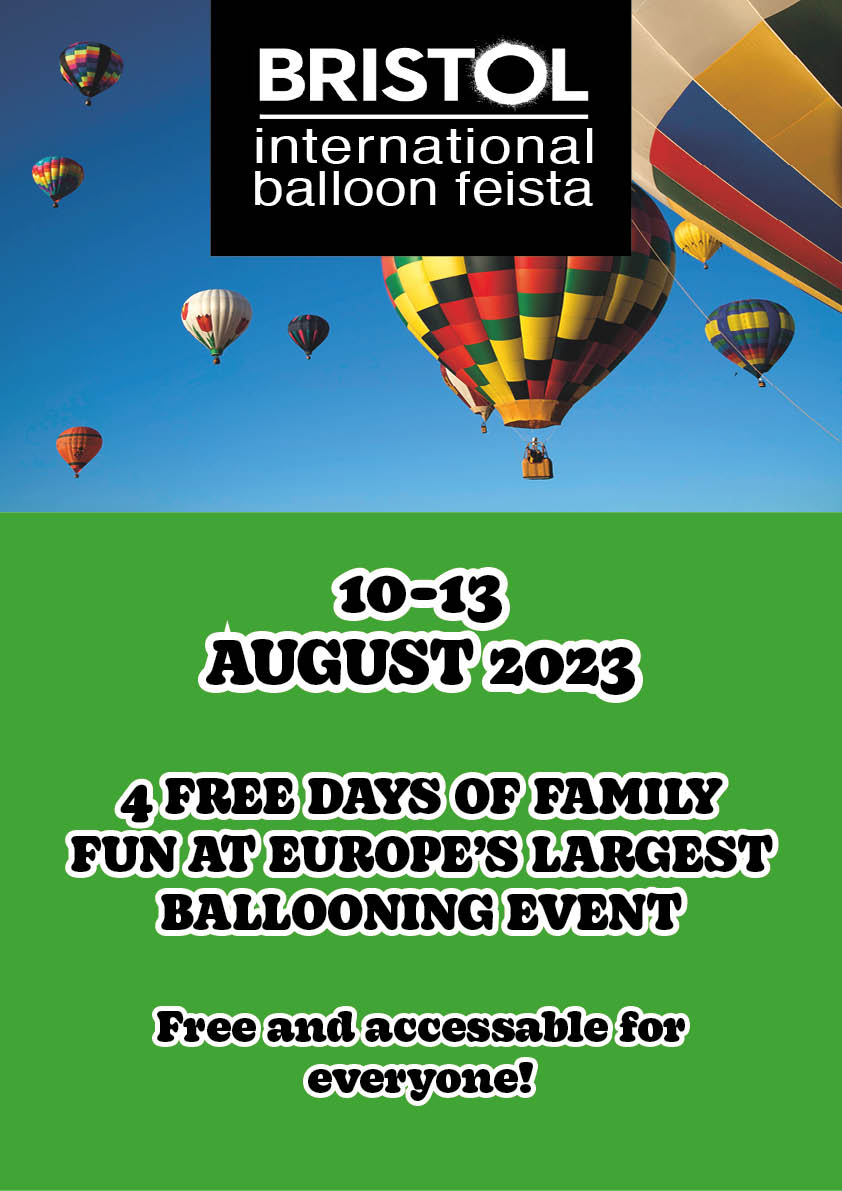 BRISTOL
international
balloon feista
10-13
AUGUST 2023
4 FREE DAYS OF FAMILY
FUN AT EUROPE'S LARGEST
BALLOONING EVENT
Free and accessable for
everyone!